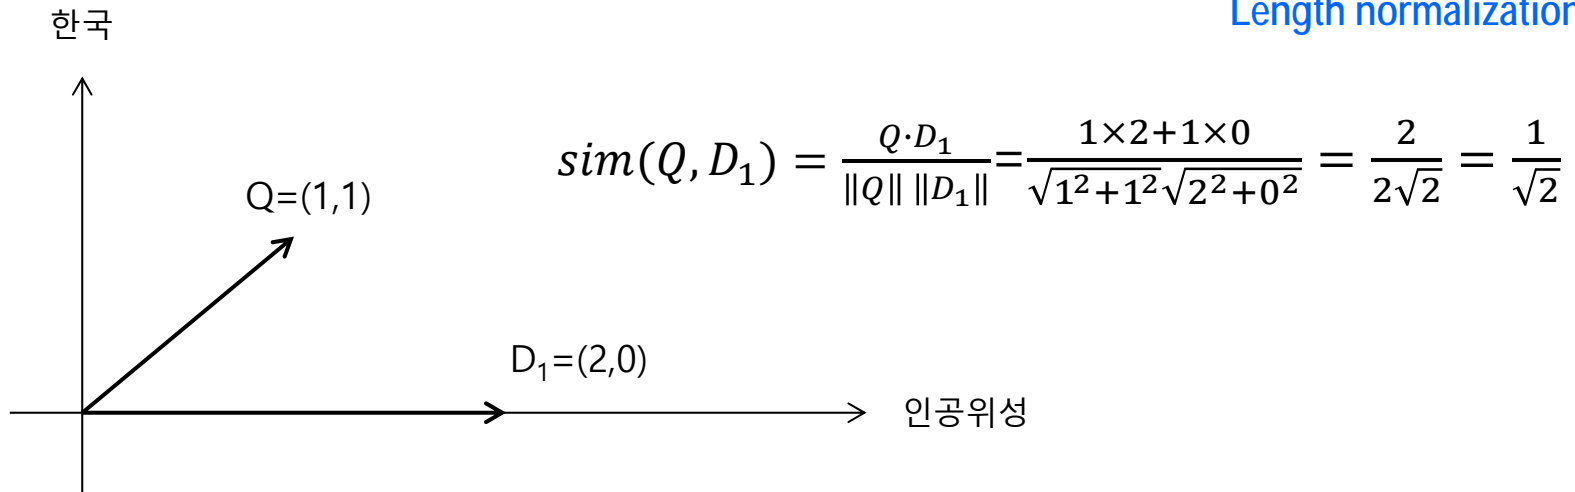 Length normalization
한국
sim(Q, D₁) = Q·D₁ / ‖Q‖ ‖D₁‖ = 1×2+1×0 / √1²+1² √2²+0² = 2 / 2√2 = 1 / √2
Q=(1,1)
D₁=(2,0)
인공위성